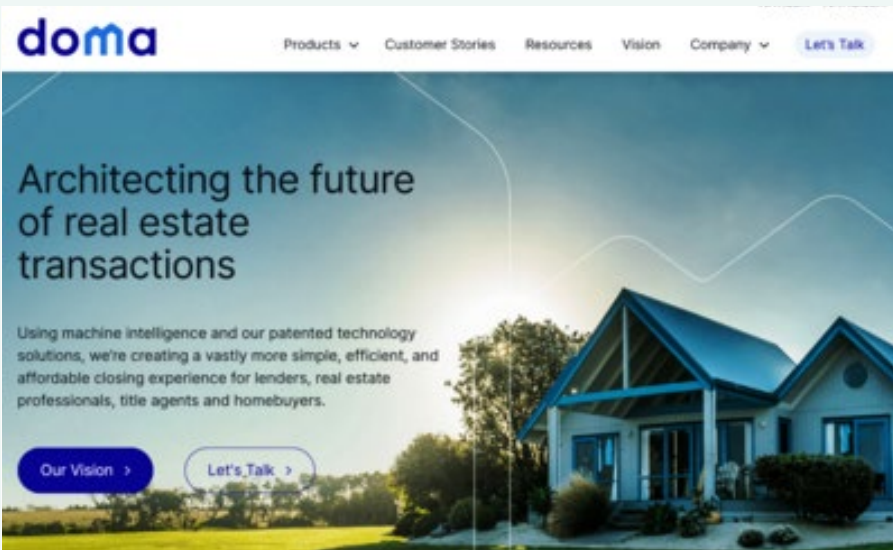 doma
Products
Customer Stories
Resources
Vision
Company
Let's Talk
Architecting the future
of real estate
transactions
Using machine intelligence and our patented technology
solutions, we're creating a vastly more simple, efficient, and
affordable closing experience for lenders, real estate
professionals, title agents and homebuyers.
Our Vision
Let's Talk